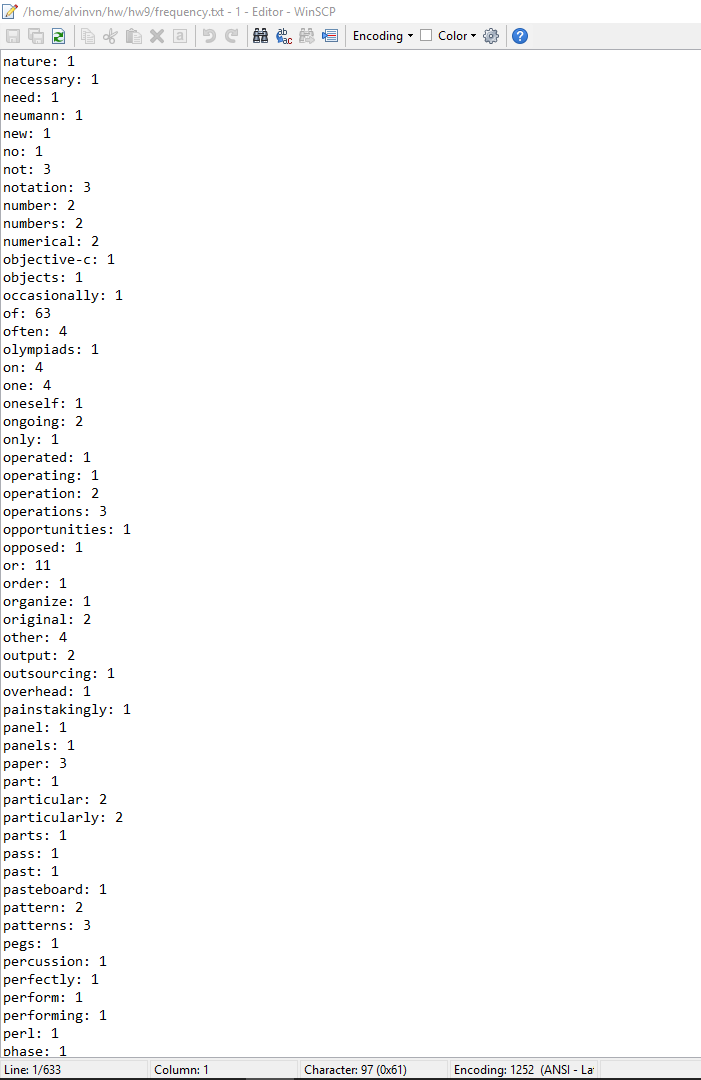 /home/alvinvn/hw/hw9/frequency.txt - 1 - Editor - WinSCP
Encoding Color
nature: 1
necessary: 1
need: 1
neumann: 1
new: 1
no: 1
not: 3
notation: 3
number: 2
numbers: 2
numerical: 2
objective-c: 1
objects: 1
occasionally: 1
of: 63
often: 4
olympiads: 1
on: 4
one: 4
oneself: 1
ongoing: 2
only: 1
operated: 1
operating: 1
operation: 2
operations: 3
opportunities: 1
opposed: 1
or: 11
order: 1
organize: 1
original: 2
other: 4
output: 2
outsourcing: 1
overhead: 1
painstakingly: 1
panel: 1
panels: 1
paper: 3
part: 1
particular: 2
particularly: 2
parts: 1
pass: 1
past: 1
pasteboard: 1
pattern: 2
patterns: 3
pegs: 1
percussion: 1
perfectly: 1
perform: 1
performing: 1
perl: 1
phase: 1
Line: 1/633 Column: 1 Character: 97 (0x61) Encoding: 1252 (ANSI - La